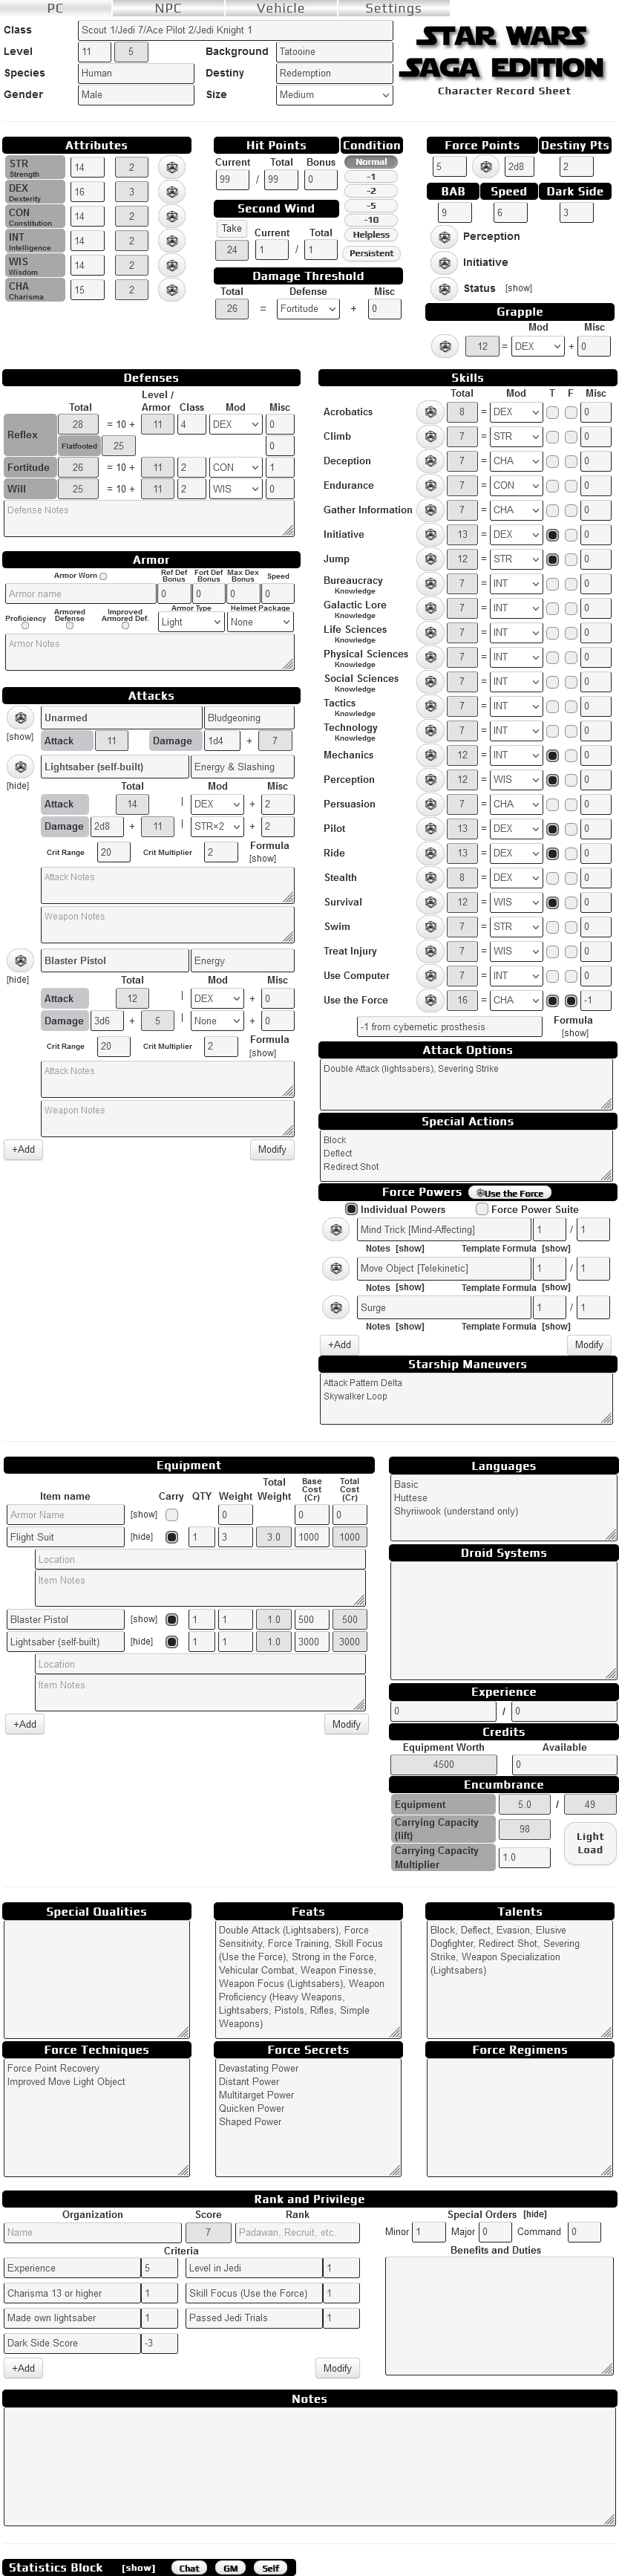 PC NPC Vehicle Settings
Class Scout 1/Jedi 7/Ace Pilot 2/Jedi Knight 1
Level 11 5 Background Tatooine
Species Human Destiny Redemption
Gender Male Size Medium
STAR WARS
SAGA EDITION
Character Record Sheet
Attributes
STR Strength 14 2
DEX Dexterity 16 3
CON Constitution 14 2
INT Intelligence 14 2
WIS Wisdom 14 2
CHA Charisma 15 2
Hit Points
Current Total Bonus
99 / 99 0
Second Wind
Take Current Total
24 1 / 1
Condition
Normal
-1
-2
-5
-10
Helpless
Persistent
Damage Threshold
Total Defense Misc
26 = Fortitude + 0
Force Points Destiny Pts
5 2d8 2
BAB Speed Dark Side
9 6 3
Perception
Initiative
Status [show]
Grapple
Mod Misc
12 = DEX + 0
Defenses
Total Level / Armor Class Mod Misc
Reflex 28 = 10 + 11 4 DEX 0
Flatfooted 25 0
Fortitude 26 = 10 + 11 2 CON 1
Will 25 = 10 + 11 2 WIS 0
Defense Notes
Armor
Armor Worn Ref Def Bonus Fort Def Bonus Max Dex Bonus Speed
Armor name 0 0 0 0
Proficiency Armored Defense Improved Armored Def. Armor Type Helmet Package
Light None
Armor Notes
Attacks
Unarmed Bludgeoning
[show] Attack 11 Damage 1d4 + 7
Lightsaber (self-built) Energy & Slashing
[hide] Total Mod Misc
Attack 14 | DEX + 2
Damage 2d8 + 11 | STR×2 + 2
Crit Range 20 Crit Multiplier 2 Formula [show]
Attack Notes
Weapon Notes
Blaster Pistol Energy
[hide] Total Mod Misc
Attack 12 | DEX + 0
Damage 3d6 + 5 | None + 0
Crit Range 20 Crit Multiplier 2 Formula [show]
Attack Notes
Weapon Notes
+Add Modify
Skills
Total Mod T F Misc
Acrobatics 8 = DEX 0
Climb 7 = STR 0
Deception 7 = CHA 0
Endurance 7 = CON 0
Gather Information 7 = CHA 0
Initiative 13 = DEX 0
Jump 12 = STR 0
Bureaucracy Knowledge 7 = INT 0
Galactic Lore Knowledge 7 = INT 0
Life Sciences Knowledge 7 = INT 0
Physical Sciences Knowledge 7 = INT 0
Social Sciences Knowledge 7 = INT 0
Tactics Knowledge 7 = INT 0
Technology Knowledge 7 = INT 0
Mechanics 12 = INT 0
Perception 12 = WIS 0
Persuasion 7 = CHA 0
Pilot 13 = DEX 0
Ride 13 = DEX 0
Stealth 8 = DEX 0
Survival 12 = WIS 0
Swim 7 = STR 0
Treat Injury 7 = WIS 0
Use Computer 7 = INT 0
Use the Force 16 = CHA -1
-1 from cybernetic prosthesis Formula [show]
Attack Options
Double Attack (lightsabers), Severing Strike
Special Actions
Block
Deflect
Redirect Shot
Force Powers Use the Force
Individual Powers Force Power Suite
Mind Trick [Mind-Affecting] 1 / 1
Notes [show] Template Formula [show]
Move Object [Telekinetic] 1 / 1
Notes [show] Template Formula [show]
Surge 1 / 1
Notes [show] Template Formula [show]
+Add Modify
Starship Maneuvers
Attack Pattern Delta
Skywalker Loop
Equipment
Item name Carry QTY Weight Total Weight Base Cost (Cr) Total Cost (Cr)
Armor Name [show] 0 0 0
Flight Suit [hide] 1 3 3.0 1000 1000
Location
Item Notes
Blaster Pistol [show] 1 1 1.0 500 500
Lightsaber (self-built) [hide] 1 1 1.0 3000 3000
Location
Item Notes
+Add Modify
Languages
Basic
Huttese
Shyriiwook (understand only)
Droid Systems
Experience
0 / 0
Credits
Equipment Worth Available
4500 0
Encumbrance
Equipment 5.0 / 49
Carrying Capacity (lift) 98
Light Load
Carrying Capacity Multiplier 1.0
Special Qualities
Feats
Double Attack (Lightsabers), Force
Sensitivity, Force Training, Skill Focus
(Use the Force), Strong in the Force,
Vehicular Combat, Weapon Finesse,
Weapon Focus (Lightsabers), Weapon
Proficiency (Heavy Weapons,
Lightsabers, Pistols, Rifles, Simple
Weapons)
Talents
Block, Deflect, Evasion, Elusive
Dogfighter, Redirect Shot, Severing
Strike, Weapon Specialization
(Lightsabers)
Force Techniques
Force Point Recovery
Improved Move Light Object
Force Secrets
Devastating Power
Distant Power
Multitarget Power
Quicken Power
Shaped Power
Force Regimens
Rank and Privilege
Organization Score Rank
Name 7 Padawan, Recruit, etc.
Criteria
Experience 5 Level in Jedi 1
Charisma 13 or higher 1 Skill Focus (Use the Force) 1
Made own lightsaber 1 Passed Jedi Trials 1
Dark Side Score -3
+Add Modify
Special Orders [hide]
Minor 1 Major 0 Command 0
Benefits and Duties
Notes
Statistics Block [show] Chat GM Self